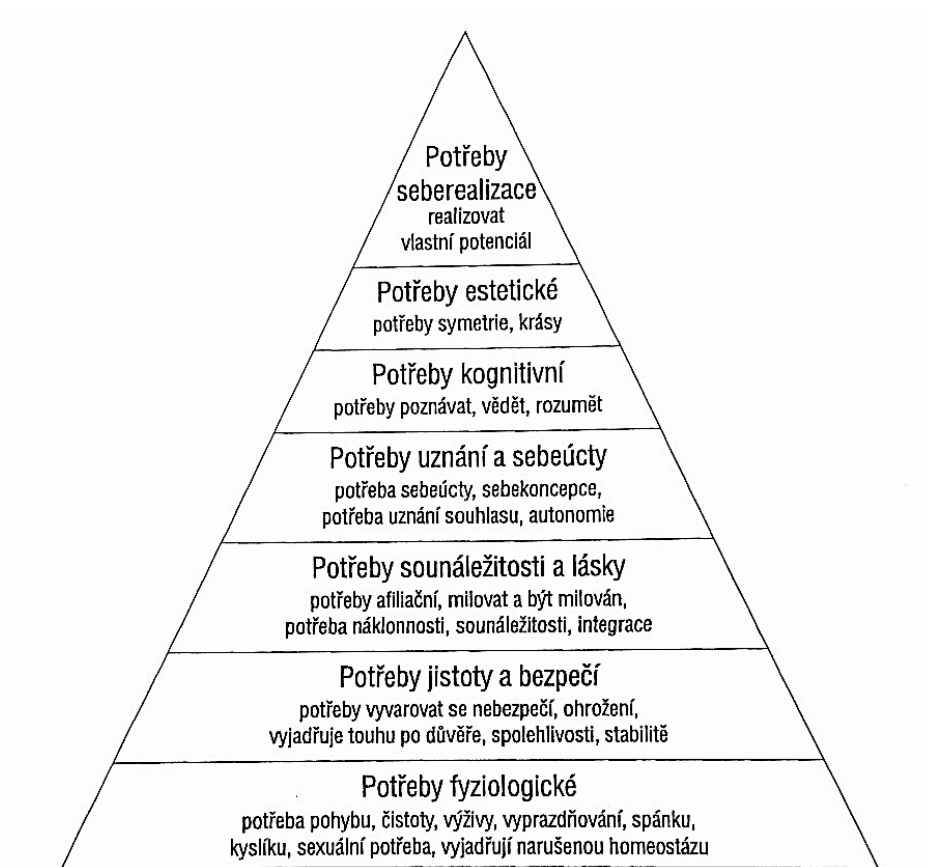 Potřeby
seberealizace
realizovat
vlastní potenciál
Potřeby estetické
potřeby symetrie, krásy
Potřeby kognitivní
potřeby poznávat, vědět, rozumět
Potřeby uznání a sebeúcty
potřeba sebeúcty, sebekoncepce,
potřeba uznání souhlasu, autonomie
Potřeby sounáležitosti a lásky
potřeby afiliační, milovat a být milován,
potřeba náklonnosti, sounáležitosti, integrace
Potřeby jistoty a bezpečí
potřeby vyvarovat se nebezpečí, ohrožení,
vyjadřuje touhu po důvěře, spolehlivosti, stabilitě
Potřeby fyziologické
potřeba pohybu, čistoty, výživy, vyprazdňování, spánku,
kyslíku, sexuální potřeba, vyjadřují narušenou homeostázu